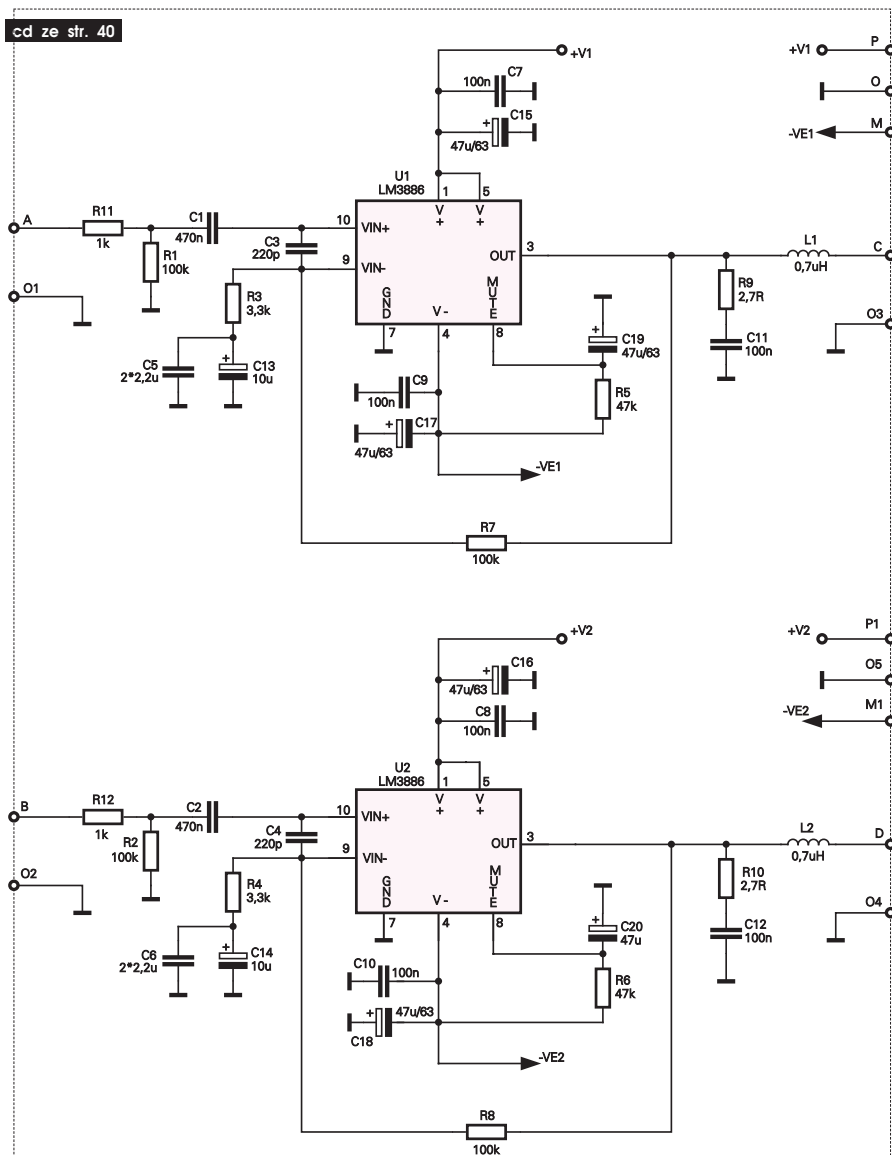 cd ze str. 40
+V1
+V1
P
100n
C7
O
+
C15
47u/63
-VE1
M
U1
LM3886
1
5
V
+
V
+
A
R11
1k
C1
470n
10
VIN+
R1
100k
C3
220p
9
VIN-
OUT
3
L1
0,7uH
C
O1
R3
3,3k
GND
V -
MUTE
7
4
8
R9
2,7R
O3
C5
2*2,2u
+
C13
10u
+
C19
47u/63
C11
100n
C9
100n
R5
47k
+
C17
47u/63
-VE1
R7
100k
+V2
+V2
P1
+
C16
47u/63
O5
C8
100n
-VE2
M1
U2
LM3886
1
5
V
+
V
+
B
R12
1k
C2
470n
10
VIN+
R2
100k
C4
220p
9
VIN-
OUT
3
L2
0,7uH
D
O2
R4
3,3k
GND
V -
MUTE
7
4
8
R10
2,7R
O4
C6
2*2,2u
+
C14
10u
+
C20
47u
C12
100n
C10
100n
R6
47k
+
47u/63
C18
-VE2
R8
100k